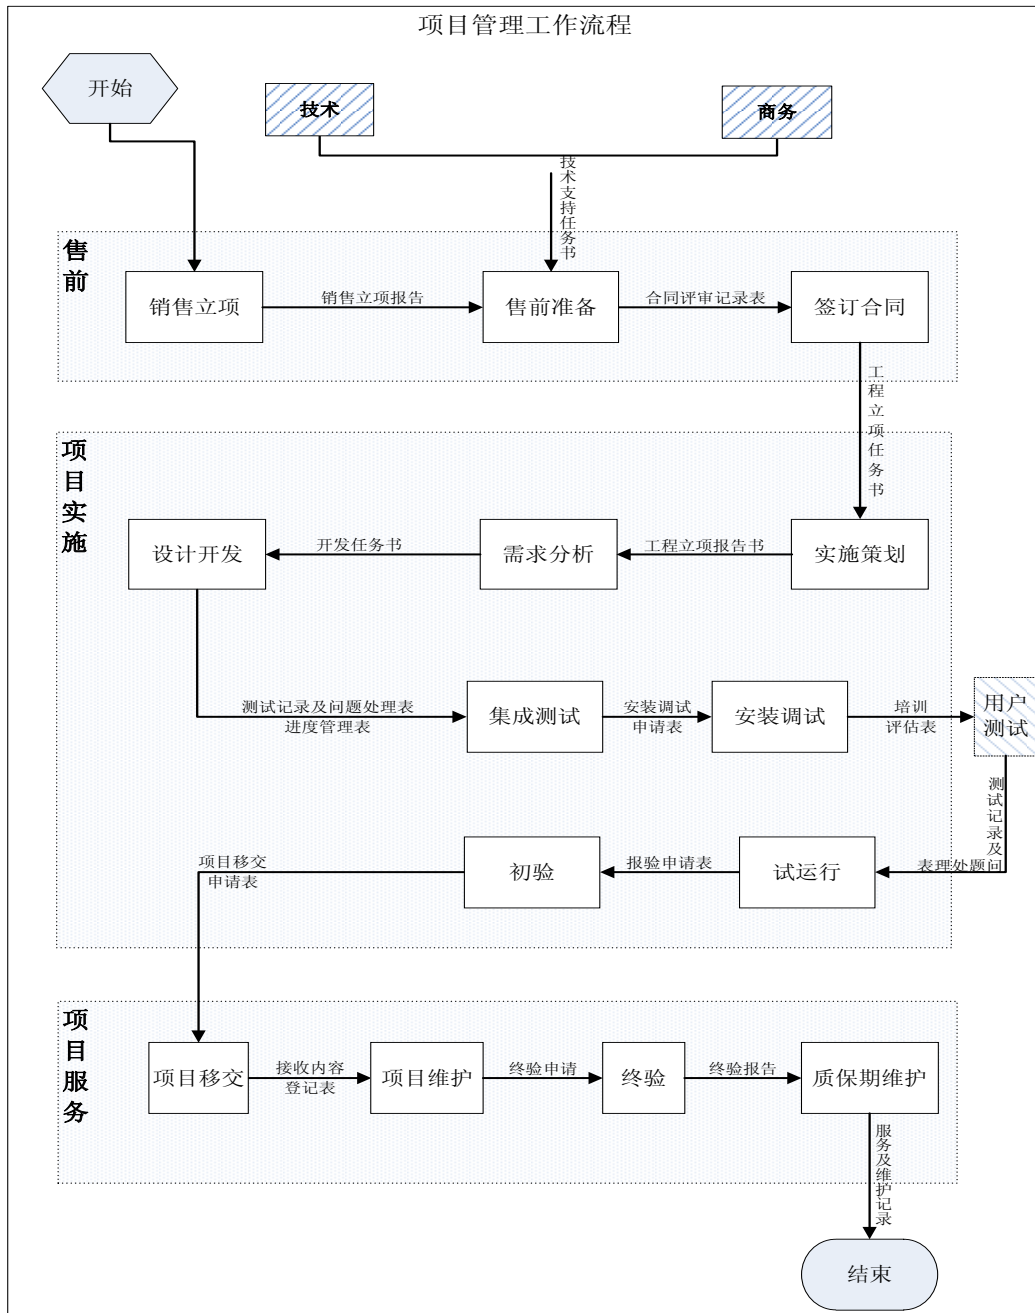 项目管理工作流程
开始
技术
商务
技术支持任务书
售前
销售立项
销售立项报告
售前准备
合同评审记录表
签订合同
工程立项任务书
项目实施
设计开发
开发任务书
需求分析
工程立项报告书
实施策划
测试记录及问题处理表
进度管理表
集成测试
安装调试
申请表
安装调试
培训
评估表
用户
测试
测试记录及
表理处题问
项目移交
申请表
初验
报验申请表
试运行
项目服务
项目移交
接收内容
登记表
项目维护
终验申请
终验
终验报告
质保期维护
服务及维护记录
结束